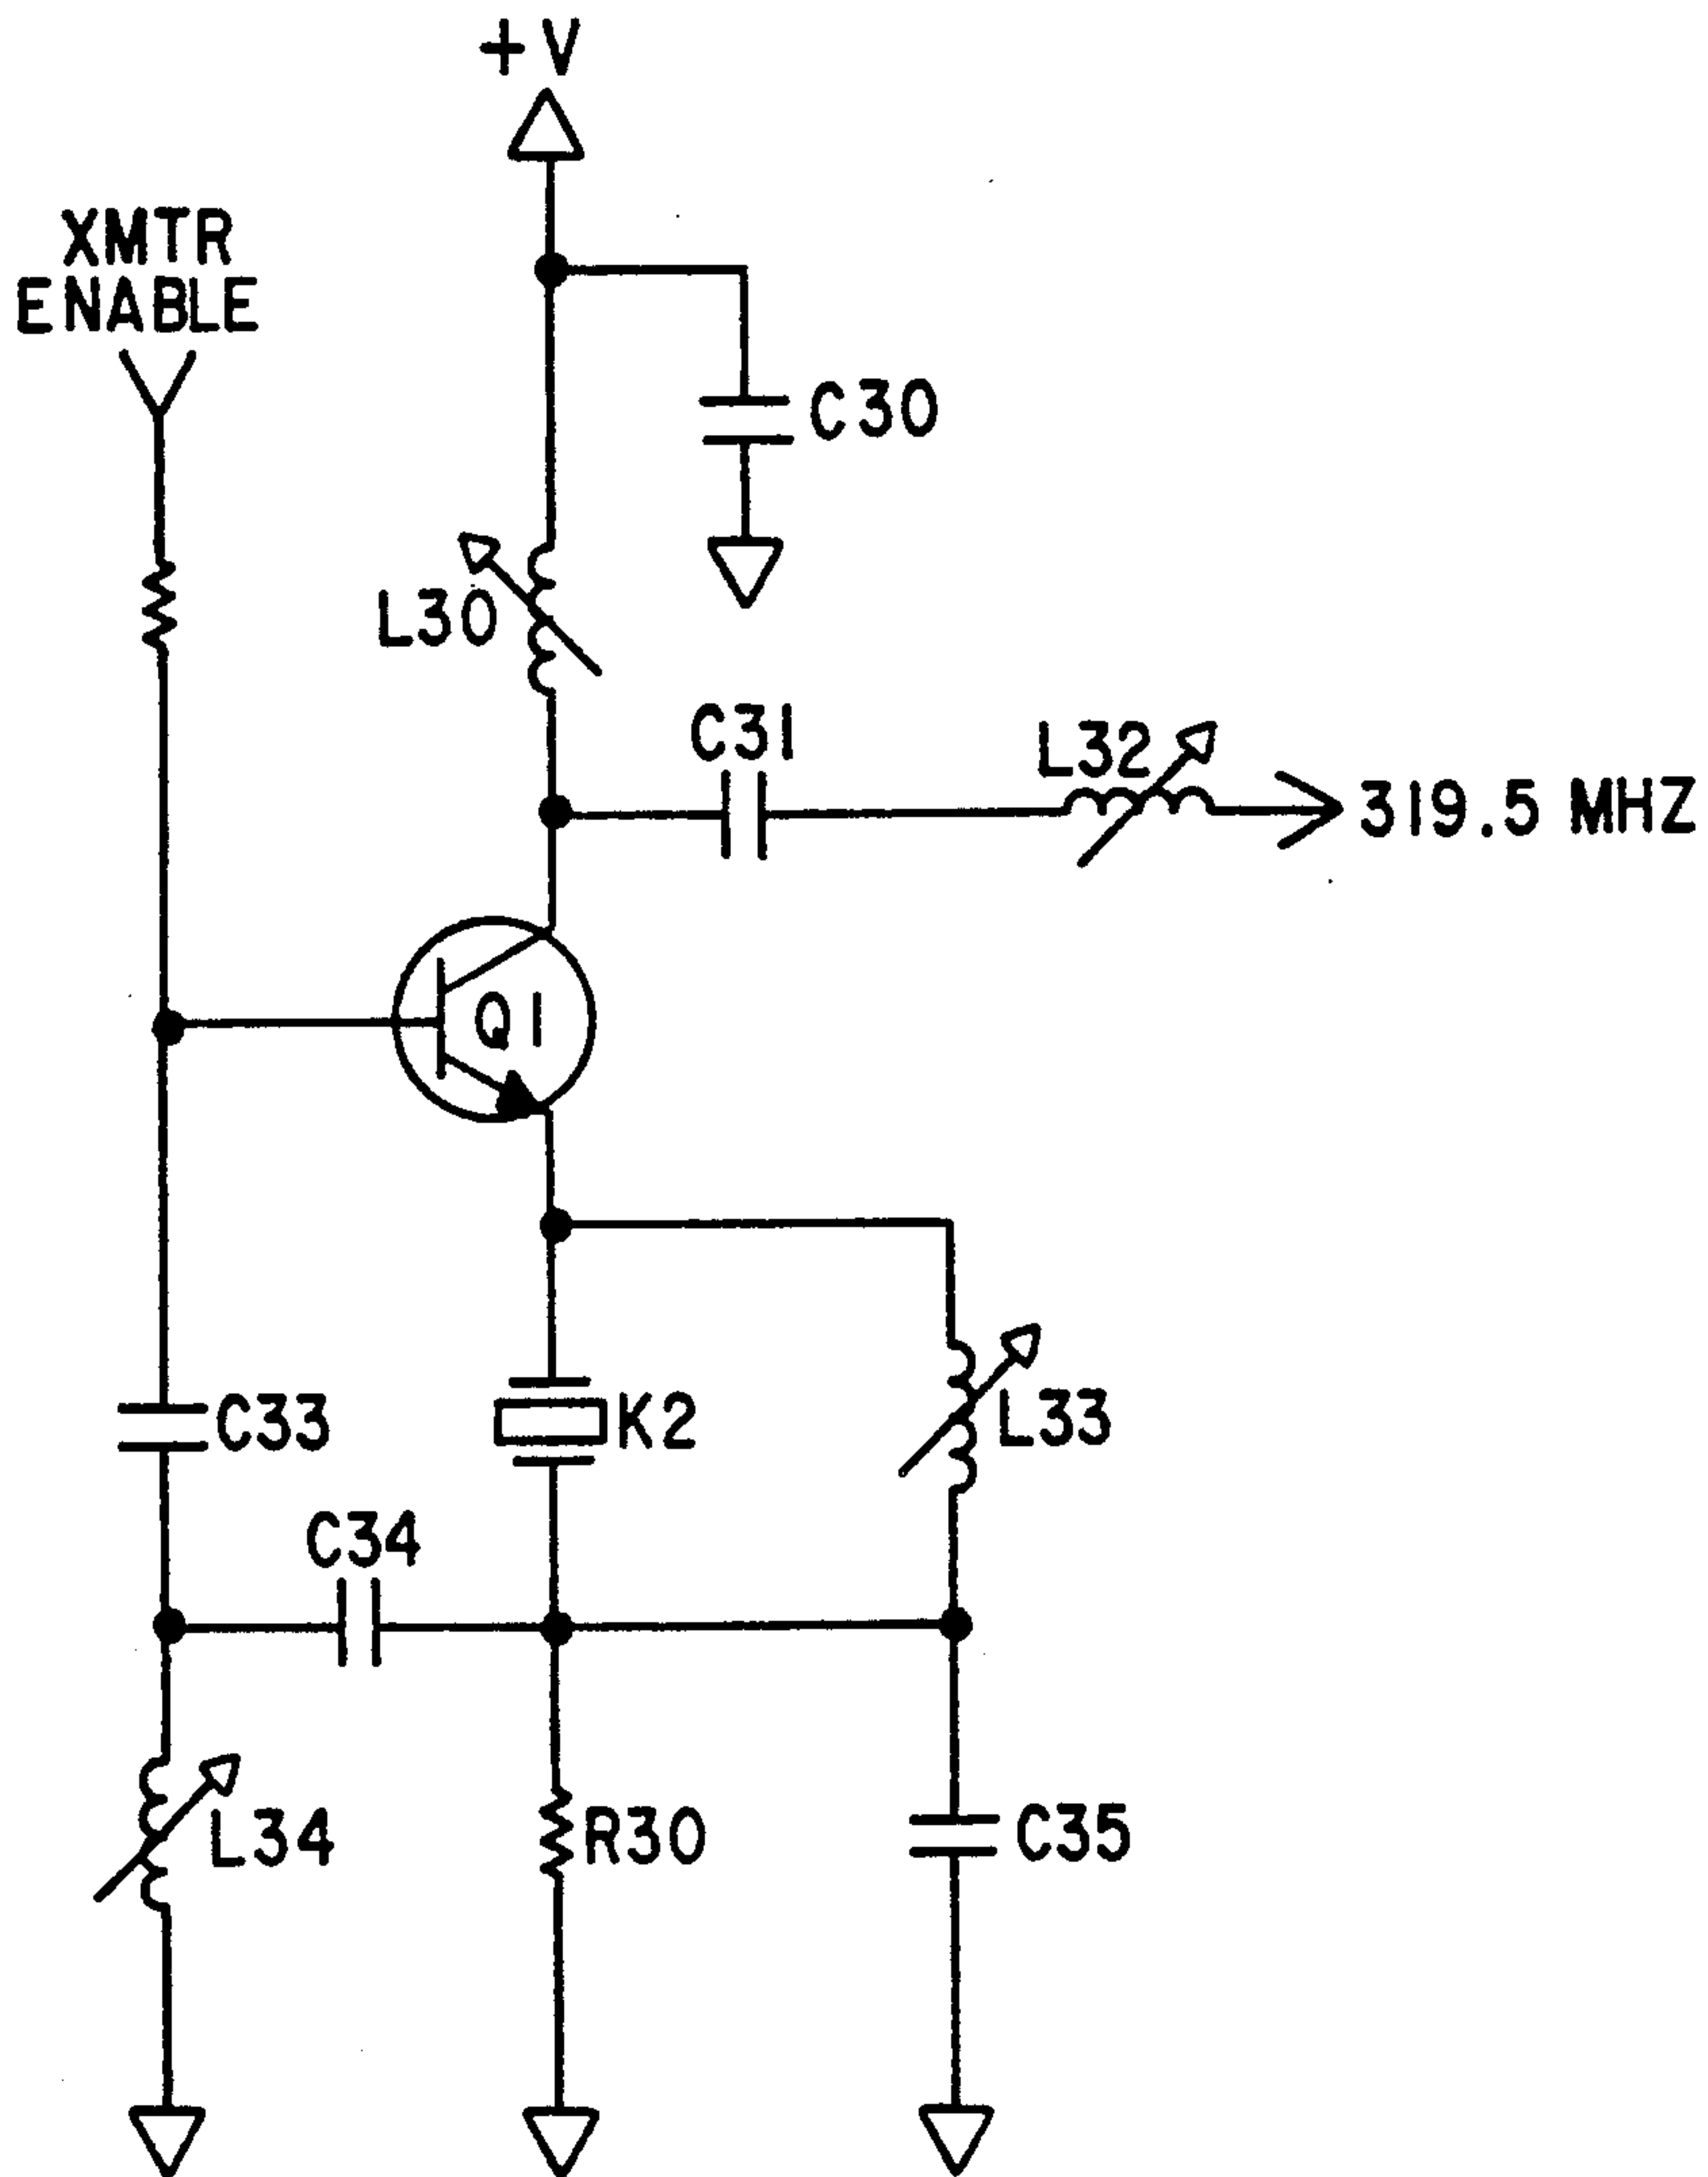 +V
XMTR
ENABLE
C30
L30
C31
L32
319.5 MHZ
Q1
C33
K2
L33
C34
L34
R30
C35